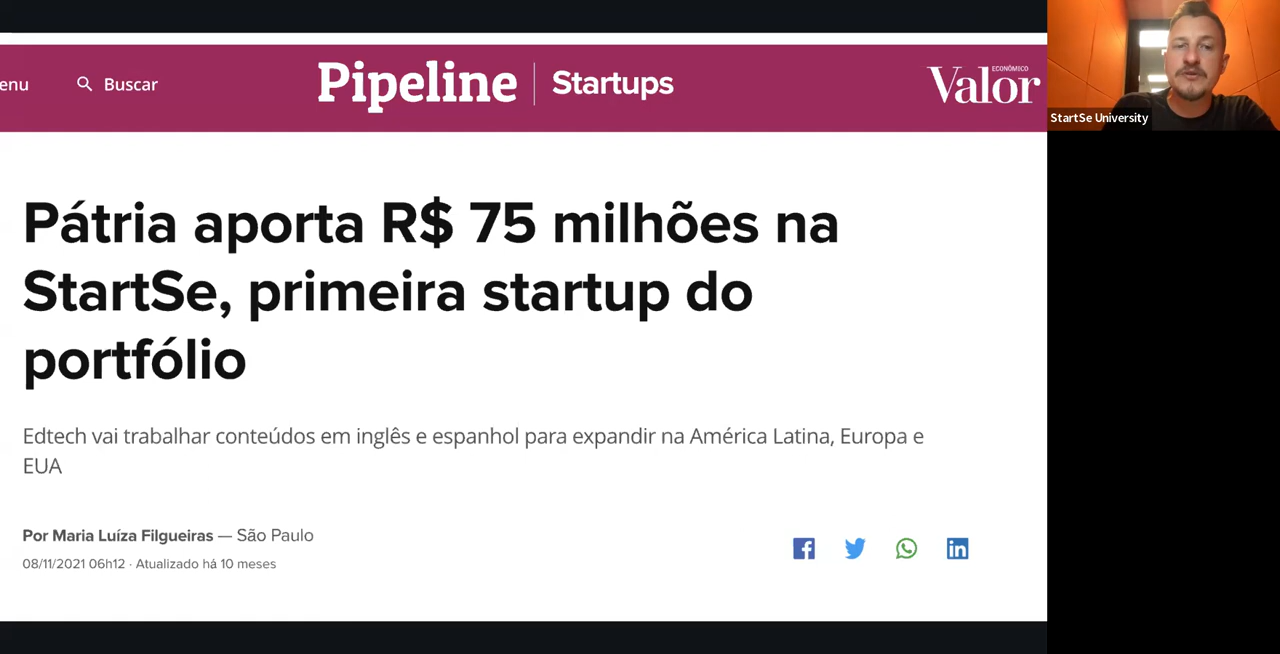 enu
Buscar
Pipeline
Startups
Valor
ECONÔMICO
StartSe University
Pátria aporta R$ 75 milhões na
StartSe, primeira startup do
portfólio
Edtech vai trabalhar conteúdos em inglês e espanhol para expandir na América Latina, Europa e
EUA
Por Maria Luíza Filgueiras — São Paulo
08/11/2021 06h12 · Atualizado há 10 meses